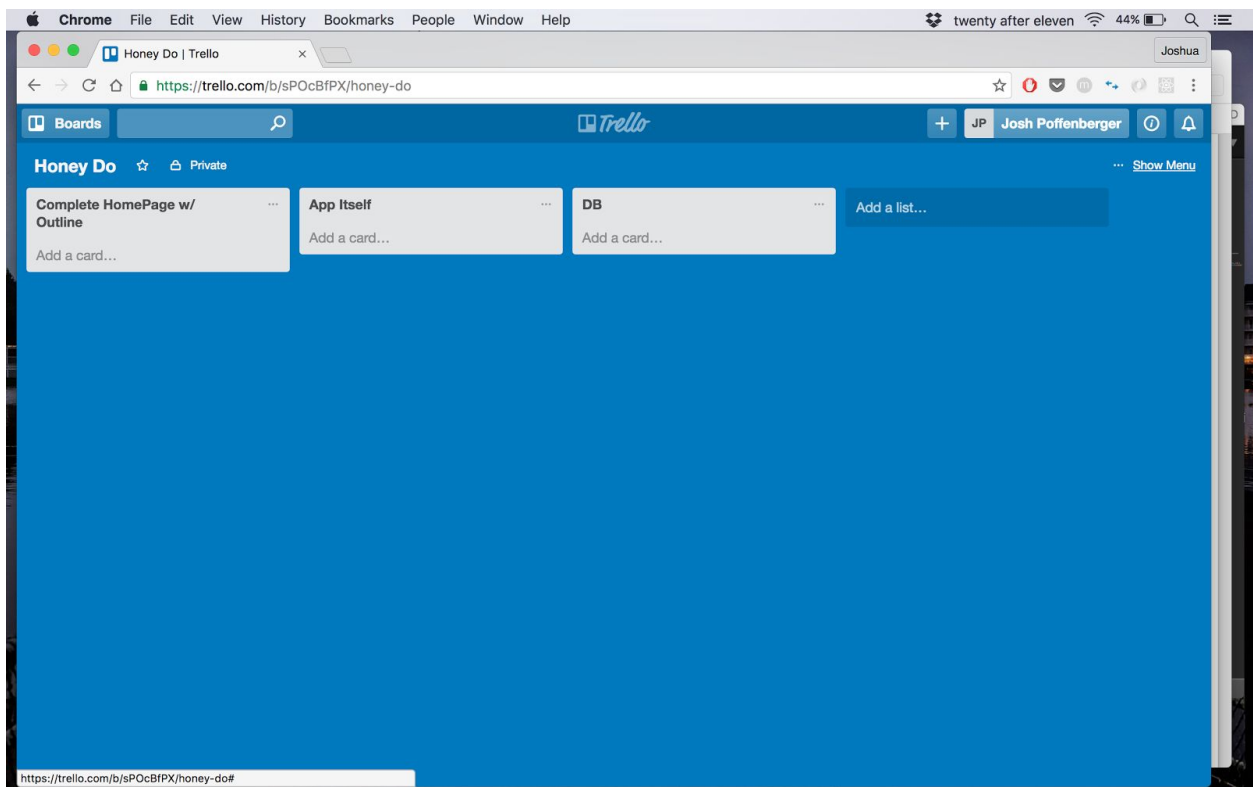 Chrome File Edit View History Bookmarks People Window Help twenty after eleven 44%
Honey Do | Trello Joshua
https://trello.com/b/sPOcBfPX/honey-do
Boards Trello JP Josh Poffenberger
Honey Do Private ... Show Menu
Complete HomePage w/ ... App Itself ... DB ... Add a list...
Outline
Add a card... Add a card...
Add a card...
https://trello.com/b/sPOcBfPX/honey-do#